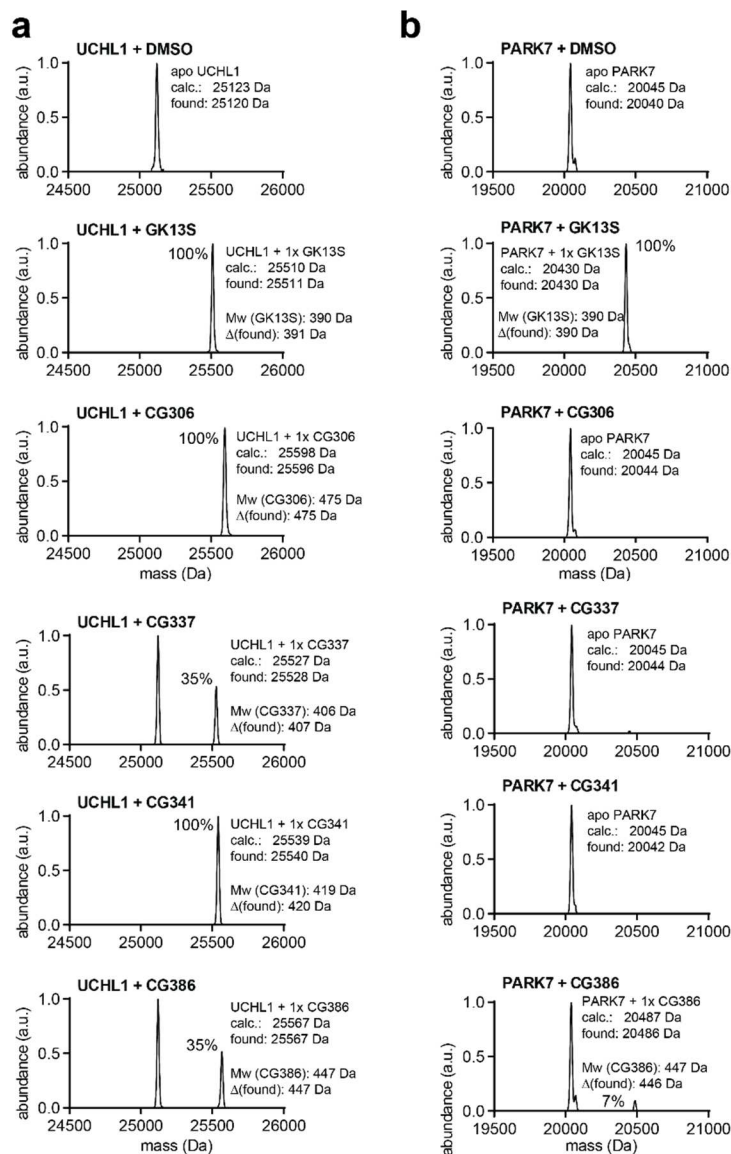 a
UCHL1 + DMSO
abundance (a.u.)
1.0
0.5
0.0
apo UCHL1
calc.: 25123 Da
found: 25120 Da
24500 25000 25500 26000
UCHL1 + GK13S
abundance (a.u.)
1.0
0.5
0.0
100%
UCHL1 + 1x GK13S
calc.: 25510 Da
found: 25511 Da
Mw (GK13S): 390 Da
Δ(found): 391 Da
24500 25000 25500 26000
UCHL1 + CG306
abundance (a.u.)
1.0
0.5
0.0
100%
UCHL1 + 1x CG306
calc.: 25598 Da
found: 25596 Da
Mw (CG306): 475 Da
Δ(found): 475 Da
24500 25000 25500 26000
mass (Da)
UCHL1 + CG337
abundance (a.u.)
1.0
0.5
0.0
35%
UCHL1 + 1x CG337
calc.: 25527 Da
found: 25528 Da
Mw (CG337): 406 Da
Δ(found): 407 Da
24500 25000 25500 26000
UCHL1 + CG341
abundance (a.u.)
1.0
0.5
0.0
100%
UCHL1 + 1x CG341
calc.: 25539 Da
found: 25540 Da
Mw (CG341): 419 Da
Δ(found): 420 Da
24500 25000 25500 26000
UCHL1 + CG386
abundance (a.u.)
1.0
0.5
0.0
35%
UCHL1 + 1x CG386
calc.: 25567 Da
found: 25567 Da
Mw (CG386): 447 Da
Δ(found): 447 Da
24500 25000 25500 26000
mass (Da)
b
PARK7 + DMSO
abundance (a.u.)
1.0
0.5
0.0
apo PARK7
calc.: 20045 Da
found: 20040 Da
19500 20000 20500 21000
PARK7 + GK13S
abundance (a.u.)
1.0
0.5
0.0
PARK7 + 1x GK13S
calc.: 20430 Da
found: 20430 Da
Mw (GK13S): 390 Da
Δ(found): 390 Da
100%
19500 20000 20500 21000
PARK7 + CG306
abundance (a.u.)
1.0
0.5
0.0
apo PARK7
calc.: 20045 Da
found: 20044 Da
19500 20000 20500 21000
mass (Da)
PARK7 + CG337
abundance (a.u.)
1.0
0.5
0.0
apo PARK7
calc.: 20045 Da
found: 20044 Da
19500 20000 20500 21000
PARK7 + CG341
abundance (a.u.)
1.0
0.5
0.0
apo PARK7
calc.: 20045 Da
found: 20042 Da
19500 20000 20500 21000
PARK7 + CG386
abundance (a.u.)
1.0
0.5
0.0
PARK7 + 1x CG386
calc.: 20487 Da
found: 20486 Da
Mw (CG386): 447 Da
Δ(found): 446 Da
7%
19500 20000 20500 21000
mass (Da)